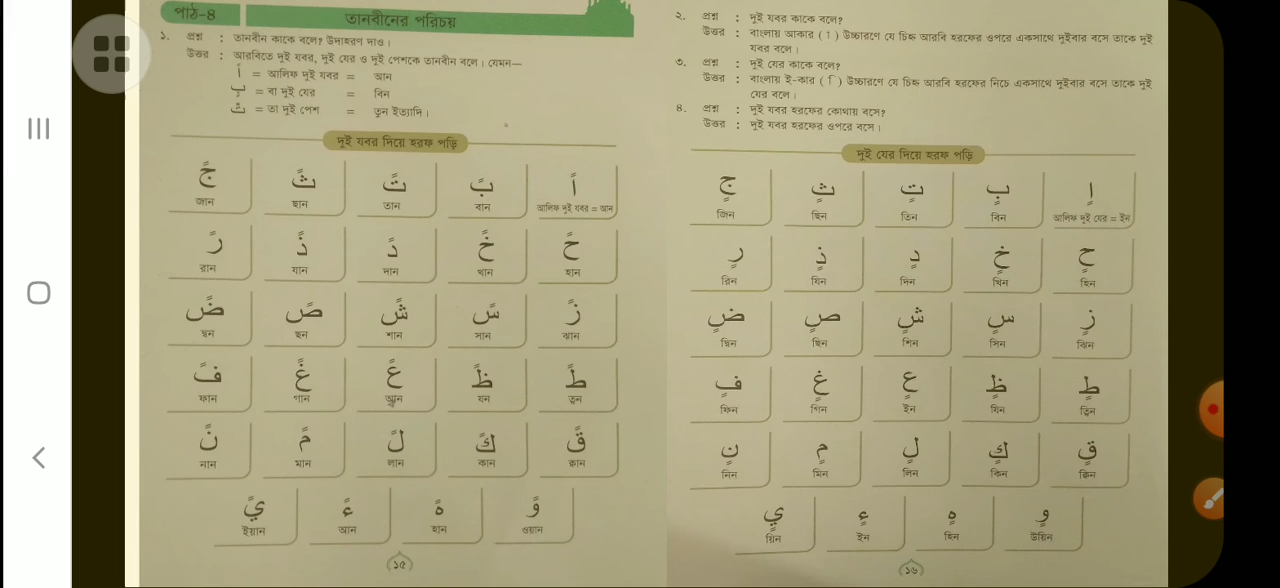 পাঠ-৪
তানবীনের পরিচয়
১. প্রশ্ন : তানবীন কাকে বলে? উদাহরণ দাও।
উত্তর : আরবিতে দুই যবর, দুই যের ও দুই পেশকে তানবীন বলে। যেমন—
اً = আলিফ দুই যবর = আন
بٍ = বা দুই যের = বিন
تٌ = তা দুই পেশ = তুন ইত্যাদি।
দুই যবর দিয়ে হরফ পড়ি
جً ثً تً بً اً
জান ছান তান বান আলিফ দুই যবর = আন
رً ذً دً خً حً
রান যান দান খান হান
ضً صً شً سً زً
দ্বন ছন শান সান ঝান
فً غً عً ظً طً
ফান গান আ'ন যন ত্বন
نً مً لً كً قً
নান মান লান কান ক্বান
يً ءً هً وً
ইয়ান আন হান ওয়ান
১৫
২. প্রশ্ন : দুই যবর কাকে বলে?
উত্তর : বাংলায় আকার (া) উচ্চারণে যে চিহ্ন আরবি হরফের ওপরে একসাথে দুইবার বসে তাকে দুই
যবর বলে।
৩. প্রশ্ন : দুই যের কাকে বলে?
উত্তর : বাংলায় ই-কার (ি) উচ্চারণে যে চিহ্ন আরবি হরফের নিচে একসাথে দুইবার বসে তাকে দুই
যের বলে।
৪. প্রশ্ন : দুই যবর হরফের কোথায় বসে?
উত্তর : দুই যবর হরফের ওপরে বসে।
দুই যের দিয়ে হরফ পড়ি
جٍ ثٍ تٍ بٍ اٍ
জিন ছিন তিন বিন আলিফ দুই যের = ইন
رٍ ذٍ دٍ خٍ حٍ
রিন যিন দিন খিন হিন
ضٍ صٍ شٍ سٍ زٍ
দ্বিন ছিন শিন সিন ঝিন
فٍ غٍ عٍ ظٍ طٍ
ফিন গিন ই'ন যিন ত্বিন
نٍ مٍ لٍ كٍ قٍ
নিন মিন লিন কিন ক্বিন
يٍ ءٍ هٍ وٍ
য়িন ইন হিন উয়িন
১৬